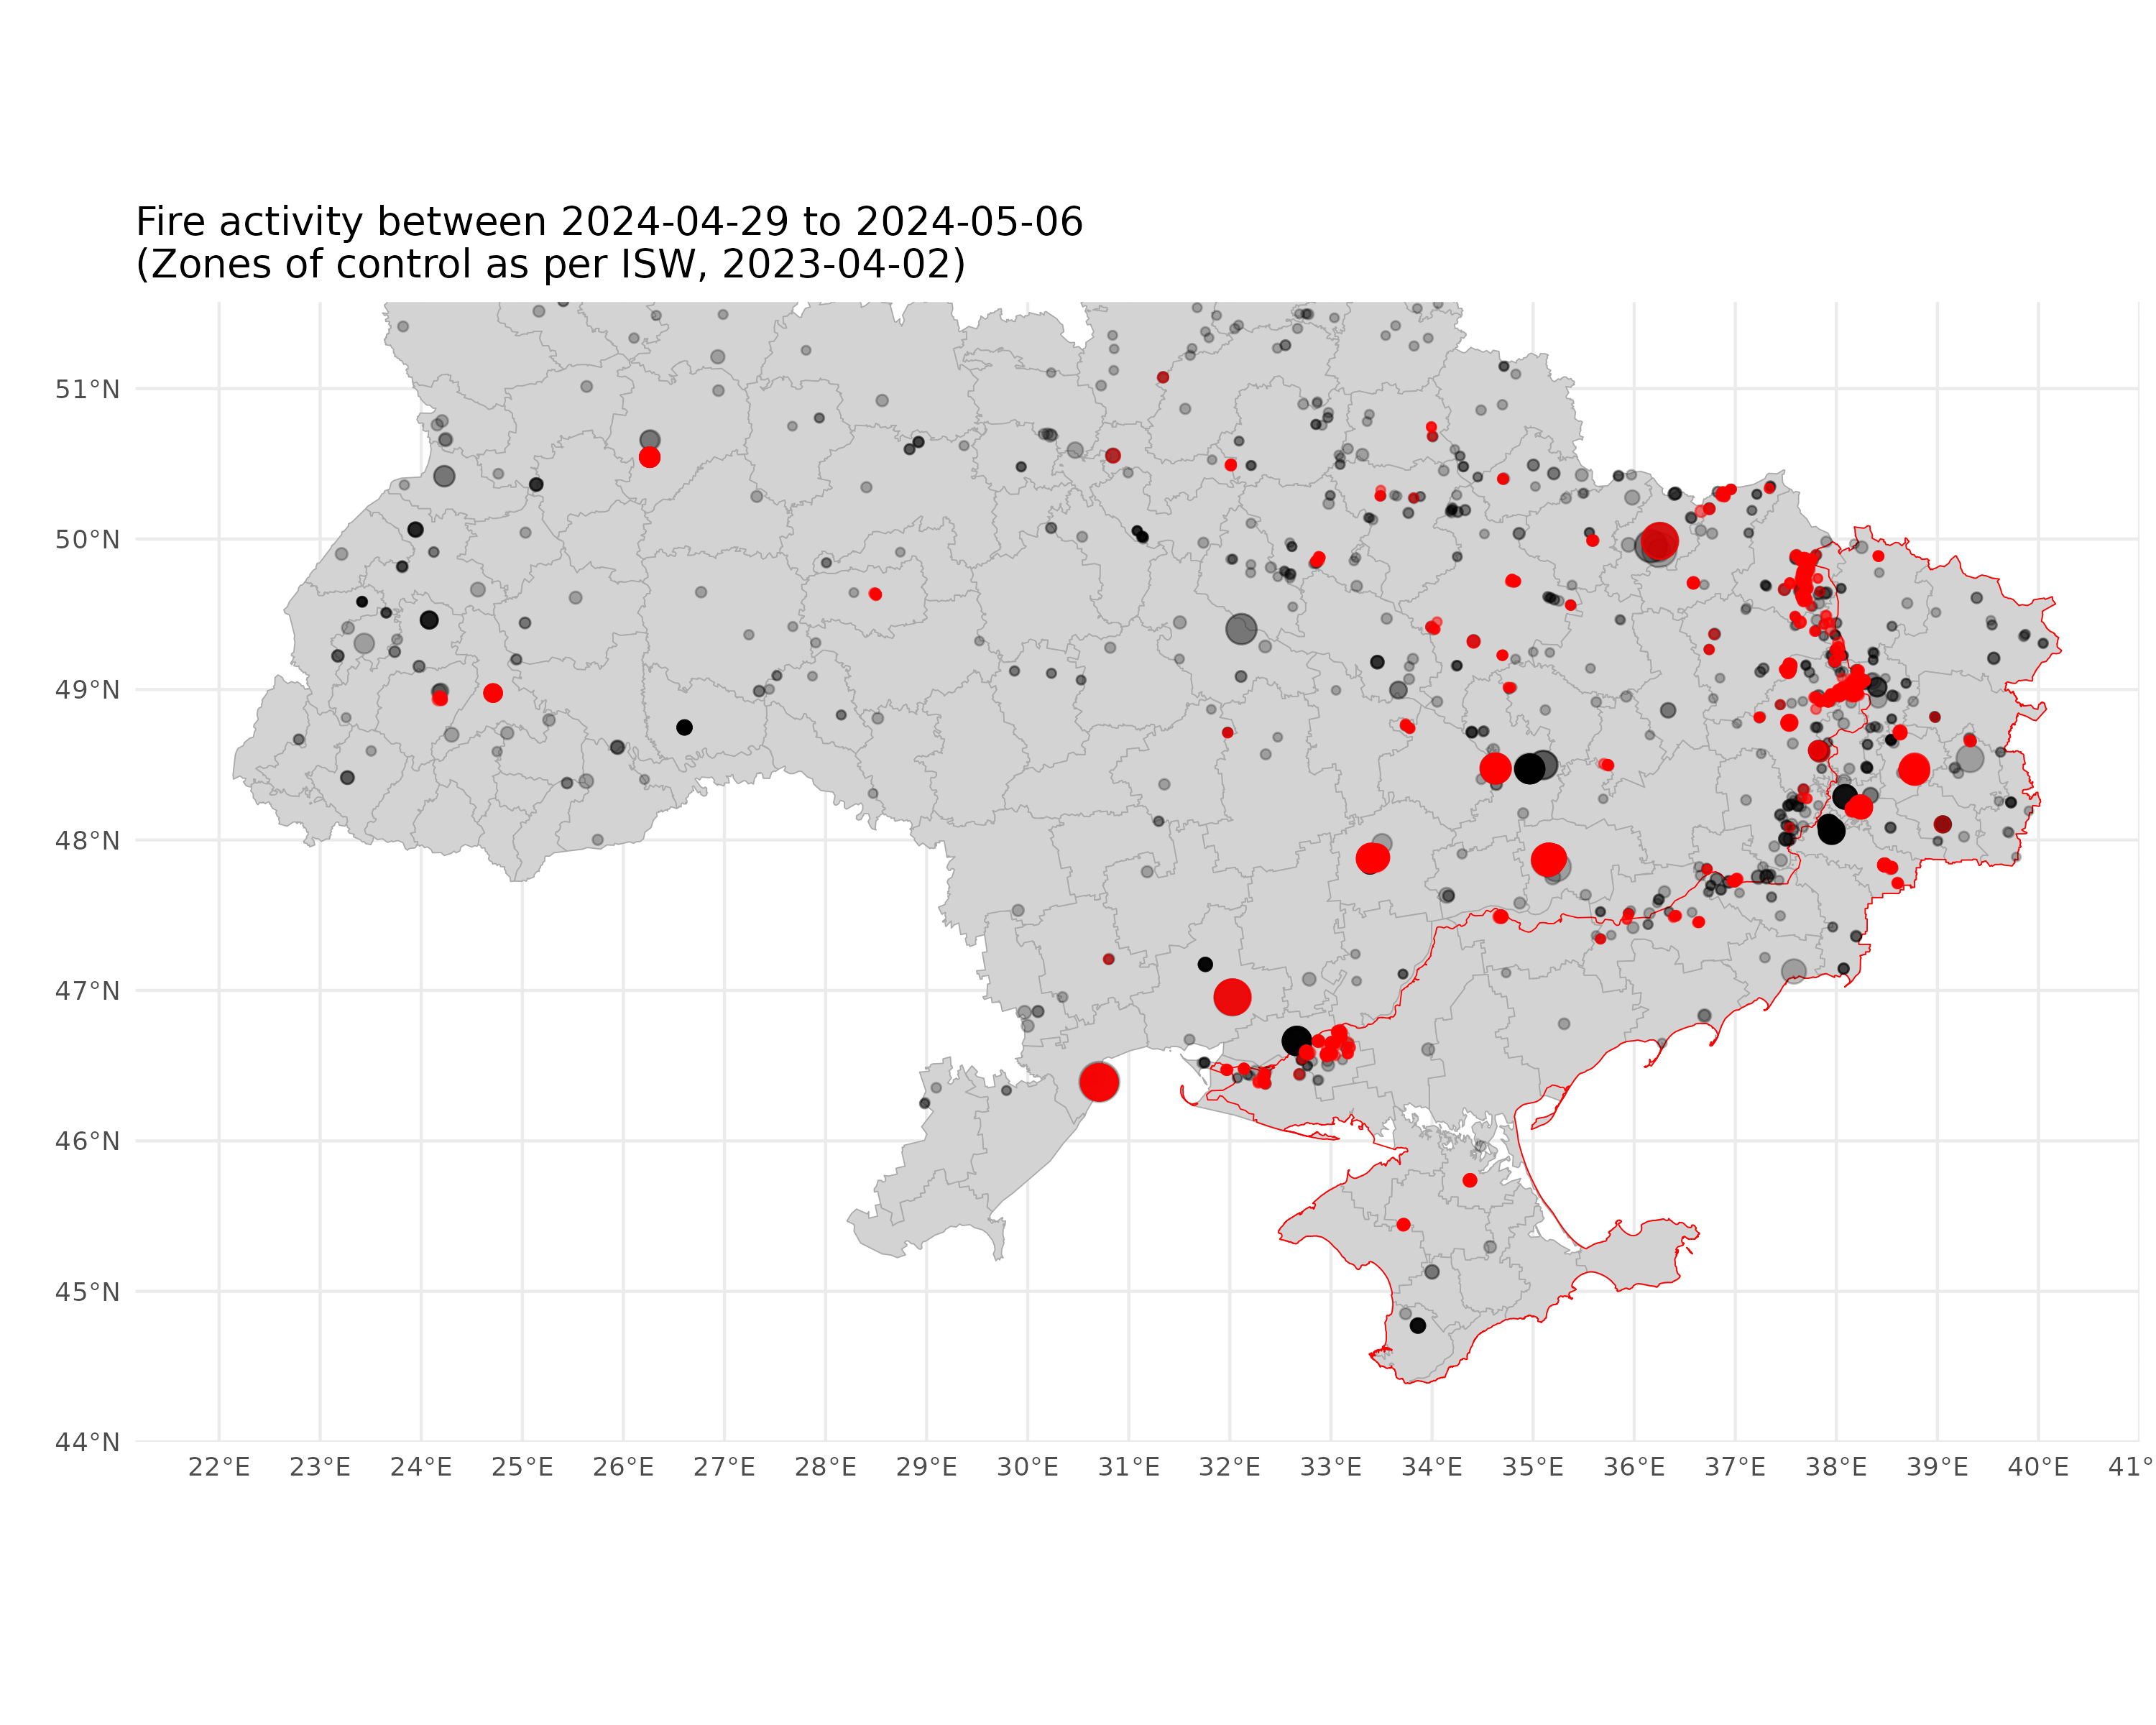 Fire activity between 2024-04-29 to 2024-05-06
(Zones of control as per ISW, 2023-04-02)
51°N
50°N
49°N
48°N
47°N
46°N
45°N
44°N
22°E 23°E 24°E 25°E 26°E 27°E 28°E 29°E 30°E 31°E 32°E 33°E 34°E 35°E 36°E 37°E 38°E 39°E 40°E 41°